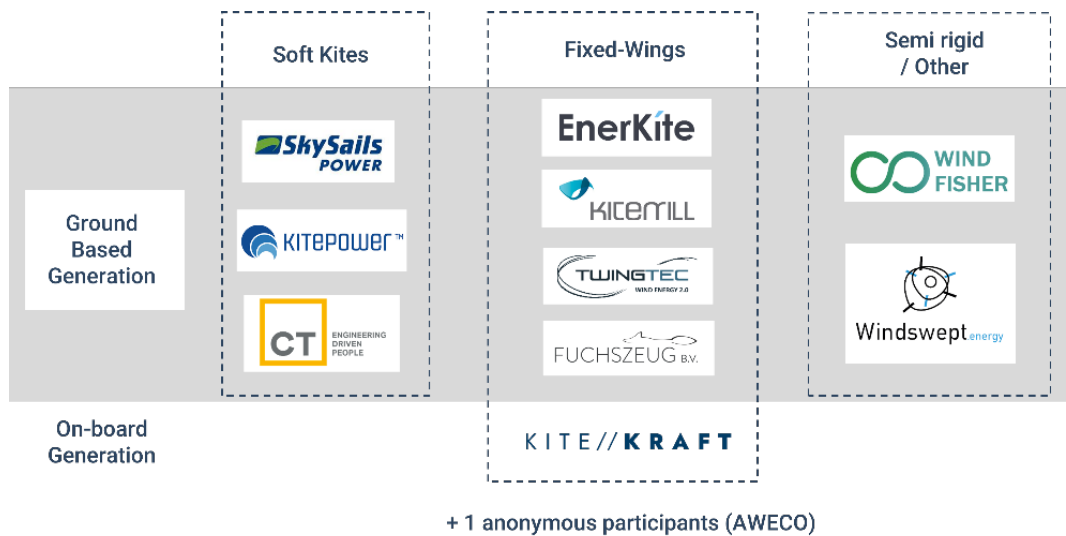 Soft Kites
Fixed-Wings
Semi rigid
/ Other
Ground
Based
Generation
SkySails
POWER
KITEPOWER™
CT
ENGINEERING
DRIVEN
PEOPLE
EnerKíte
KITEMILL
TWINGTEC
WIND ENERGY 2.0
FUCHSZEUG B.V.
WIND
FISHER
Windswept.energy
On-board
Generation
KITE//KRAFT
+ 1 anonymous participants (AWECO)